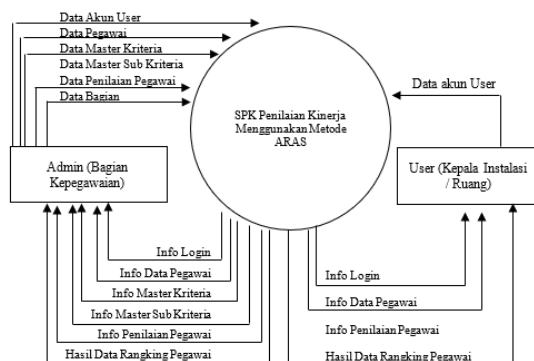 Data Akun User
Data Pegawai
Data Master Kriteria
Data Master Sub Kriteria
Data Penilaian Pegawai
Data Bagian
SPK Penilaian Kinerja
Menggunakan Metode
ARAS
Data akun User
Admin (Bagian
Kepegawaian)
User (Kepala Instalasi
/ Ruang)
Info Login
Info Data Pegawai
Info Master Kriteria
Info Master Sub Kriteria
Info Penilaian Pegawai
Hasil Data Rangking Pegawai
Info Login
Info Data Pegawai
Info Penilaian Pegawai
Hasil Data Rangking Pegawai